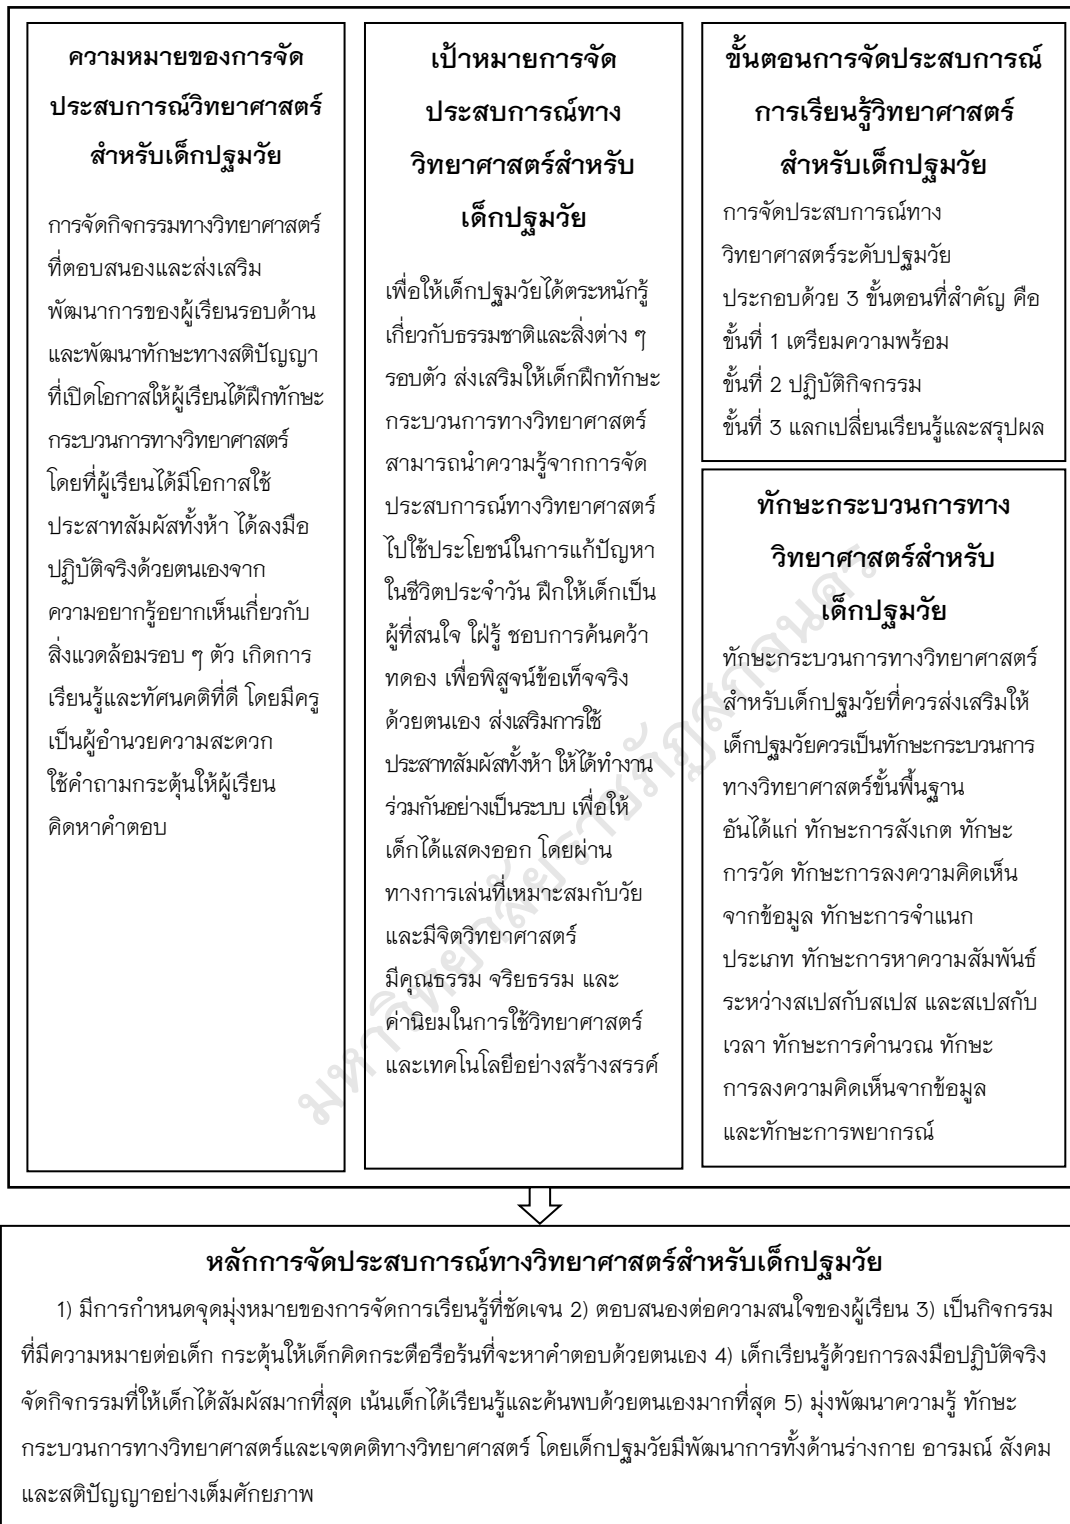 ความหมายของการจัด
ประสบการณ์วิทยาศาสตร์
สำหรับเด็กปฐมวัย
การจัดกิจกรรมทางวิทยาศาสตร์
ที่ตอบสนองและส่งเสริม
พัฒนาการของผู้เรียนรอบด้าน
และพัฒนาทักษะทางสติปัญญา
ที่เปิดโอกาสให้ผู้เรียนได้ฝึกทักษะ
กระบวนการทางวิทยาศาสตร์
โดยที่ผู้เรียนได้มีโอกาสใช้
ประสาทสัมผัสทั้งห้า ได้ลงมือ
ปฏิบัติจริงด้วยตนเองจาก
ความอยากรู้อยากเห็นเกี่ยวกับ
สิ่งแวดล้อมรอบ ๆ ตัว เกิดการ
เรียนรู้และทัศนคติที่ดี โดยมีครู
เป็นผู้อำนวยความสะดวก
ใช้คำถามกระตุ้นให้ผู้เรียน
คิดหาคำตอบ
เป้าหมายการจัด
ประสบการณ์ทาง
วิทยาศาสตร์สำหรับ
เด็กปฐมวัย
เพื่อให้เด็กปฐมวัยได้ตระหนักรู้
เกี่ยวกับธรรมชาติและสิ่งต่าง ๆ
รอบตัว ส่งเสริมให้เด็กฝึกทักษะ
กระบวนการทางวิทยาศาสตร์
สามารถนำความรู้จากการจัด
ประสบการณ์ทางวิทยาศาสตร์
ไปใช้ประโยชน์ในการแก้ปัญหา
ในชีวิตประจำวัน ฝึกให้เด็กเป็น
ผู้ที่สนใจ ใฝ่รู้ ชอบการค้นคว้า
ทดอง เพื่อพิสูจน์ข้อเท็จจริง
ด้วยตนเอง ส่งเสริมการใช้
ประสาทสัมผัสทั้งห้า ให้ได้ทำงาน
ร่วมกันอย่างเป็นระบบ เพื่อให้
เด็กได้แสดงออก โดยผ่าน
ทางการเล่นที่เหมาะสมกับวัย
และมีจิตวิทยาศาสตร์
มีคุณธรรม จริยธรรม และ
ค่านิยมในการใช้วิทยาศาสตร์
และเทคโนโลยีอย่างสร้างสรรค์
ขั้นตอนการจัดประสบการณ์
การเรียนรู้วิทยาศาสตร์
สำหรับเด็กปฐมวัย
การจัดประสบการณ์ทาง
วิทยาศาสตร์ระดับปฐมวัย
ประกอบด้วย 3 ขั้นตอนที่สำคัญ คือ
ขั้นที่ 1 เตรียมความพร้อม
ขั้นที่ 2 ปฏิบัติกิจกรรม
ขั้นที่ 3 แลกเปลี่ยนเรียนรู้และสรุปผล
ทักษะกระบวนการทาง
วิทยาศาสตร์สำหรับ
เด็กปฐมวัย
ทักษะกระบวนการทางวิทยาศาสตร์
สำหรับเด็กปฐมวัยที่ควรส่งเสริมให้
เด็กปฐมวัยควรเป็นทักษะกระบวนการ
ทางวิทยาศาสตร์ขั้นพื้นฐาน
อันได้แก่ ทักษะการสังเกต ทักษะ
การวัด ทักษะการลงความคิดเห็น
จากข้อมูล ทักษะการจำแนก
ประเภท ทักษะการหาความสัมพันธ์
ระหว่างสเปสกับสเปส และสเปสกับ
เวลา ทักษะการคำนวณ ทักษะ
การลงความคิดเห็นจากข้อมูล
และทักษะการพยากรณ์
มหาวิทยาลัยราชภัฏสกลนคร
หลักการจัดประสบการณ์ทางวิทยาศาสตร์สำหรับเด็กปฐมวัย
1) มีการกำหนดจุดมุ่งหมายของการจัดการเรียนรู้ที่ชัดเจน 2) ตอบสนองต่อความสนใจของผู้เรียน 3) เป็นกิจกรรม
ที่มีความหมายต่อเด็ก กระตุ้นให้เด็กคิดกระตือรือร้นที่จะหาคำตอบด้วยตนเอง 4) เด็กเรียนรู้ด้วยการลงมือปฏิบัติจริง
จัดกิจกรรมที่ให้เด็กได้สัมผัสมากที่สุด เน้นเด็กได้เรียนรู้และค้นพบด้วยตนเองมากที่สุด 5) มุ่งพัฒนาความรู้ ทักษะ
กระบวนการทางวิทยาศาสตร์และเจตคติทางวิทยาศาสตร์ โดยเด็กปฐมวัยมีพัฒนาการทั้งด้านร่างกาย อารมณ์ สังคม
และสติปัญญาอย่างเต็มศักยภาพ